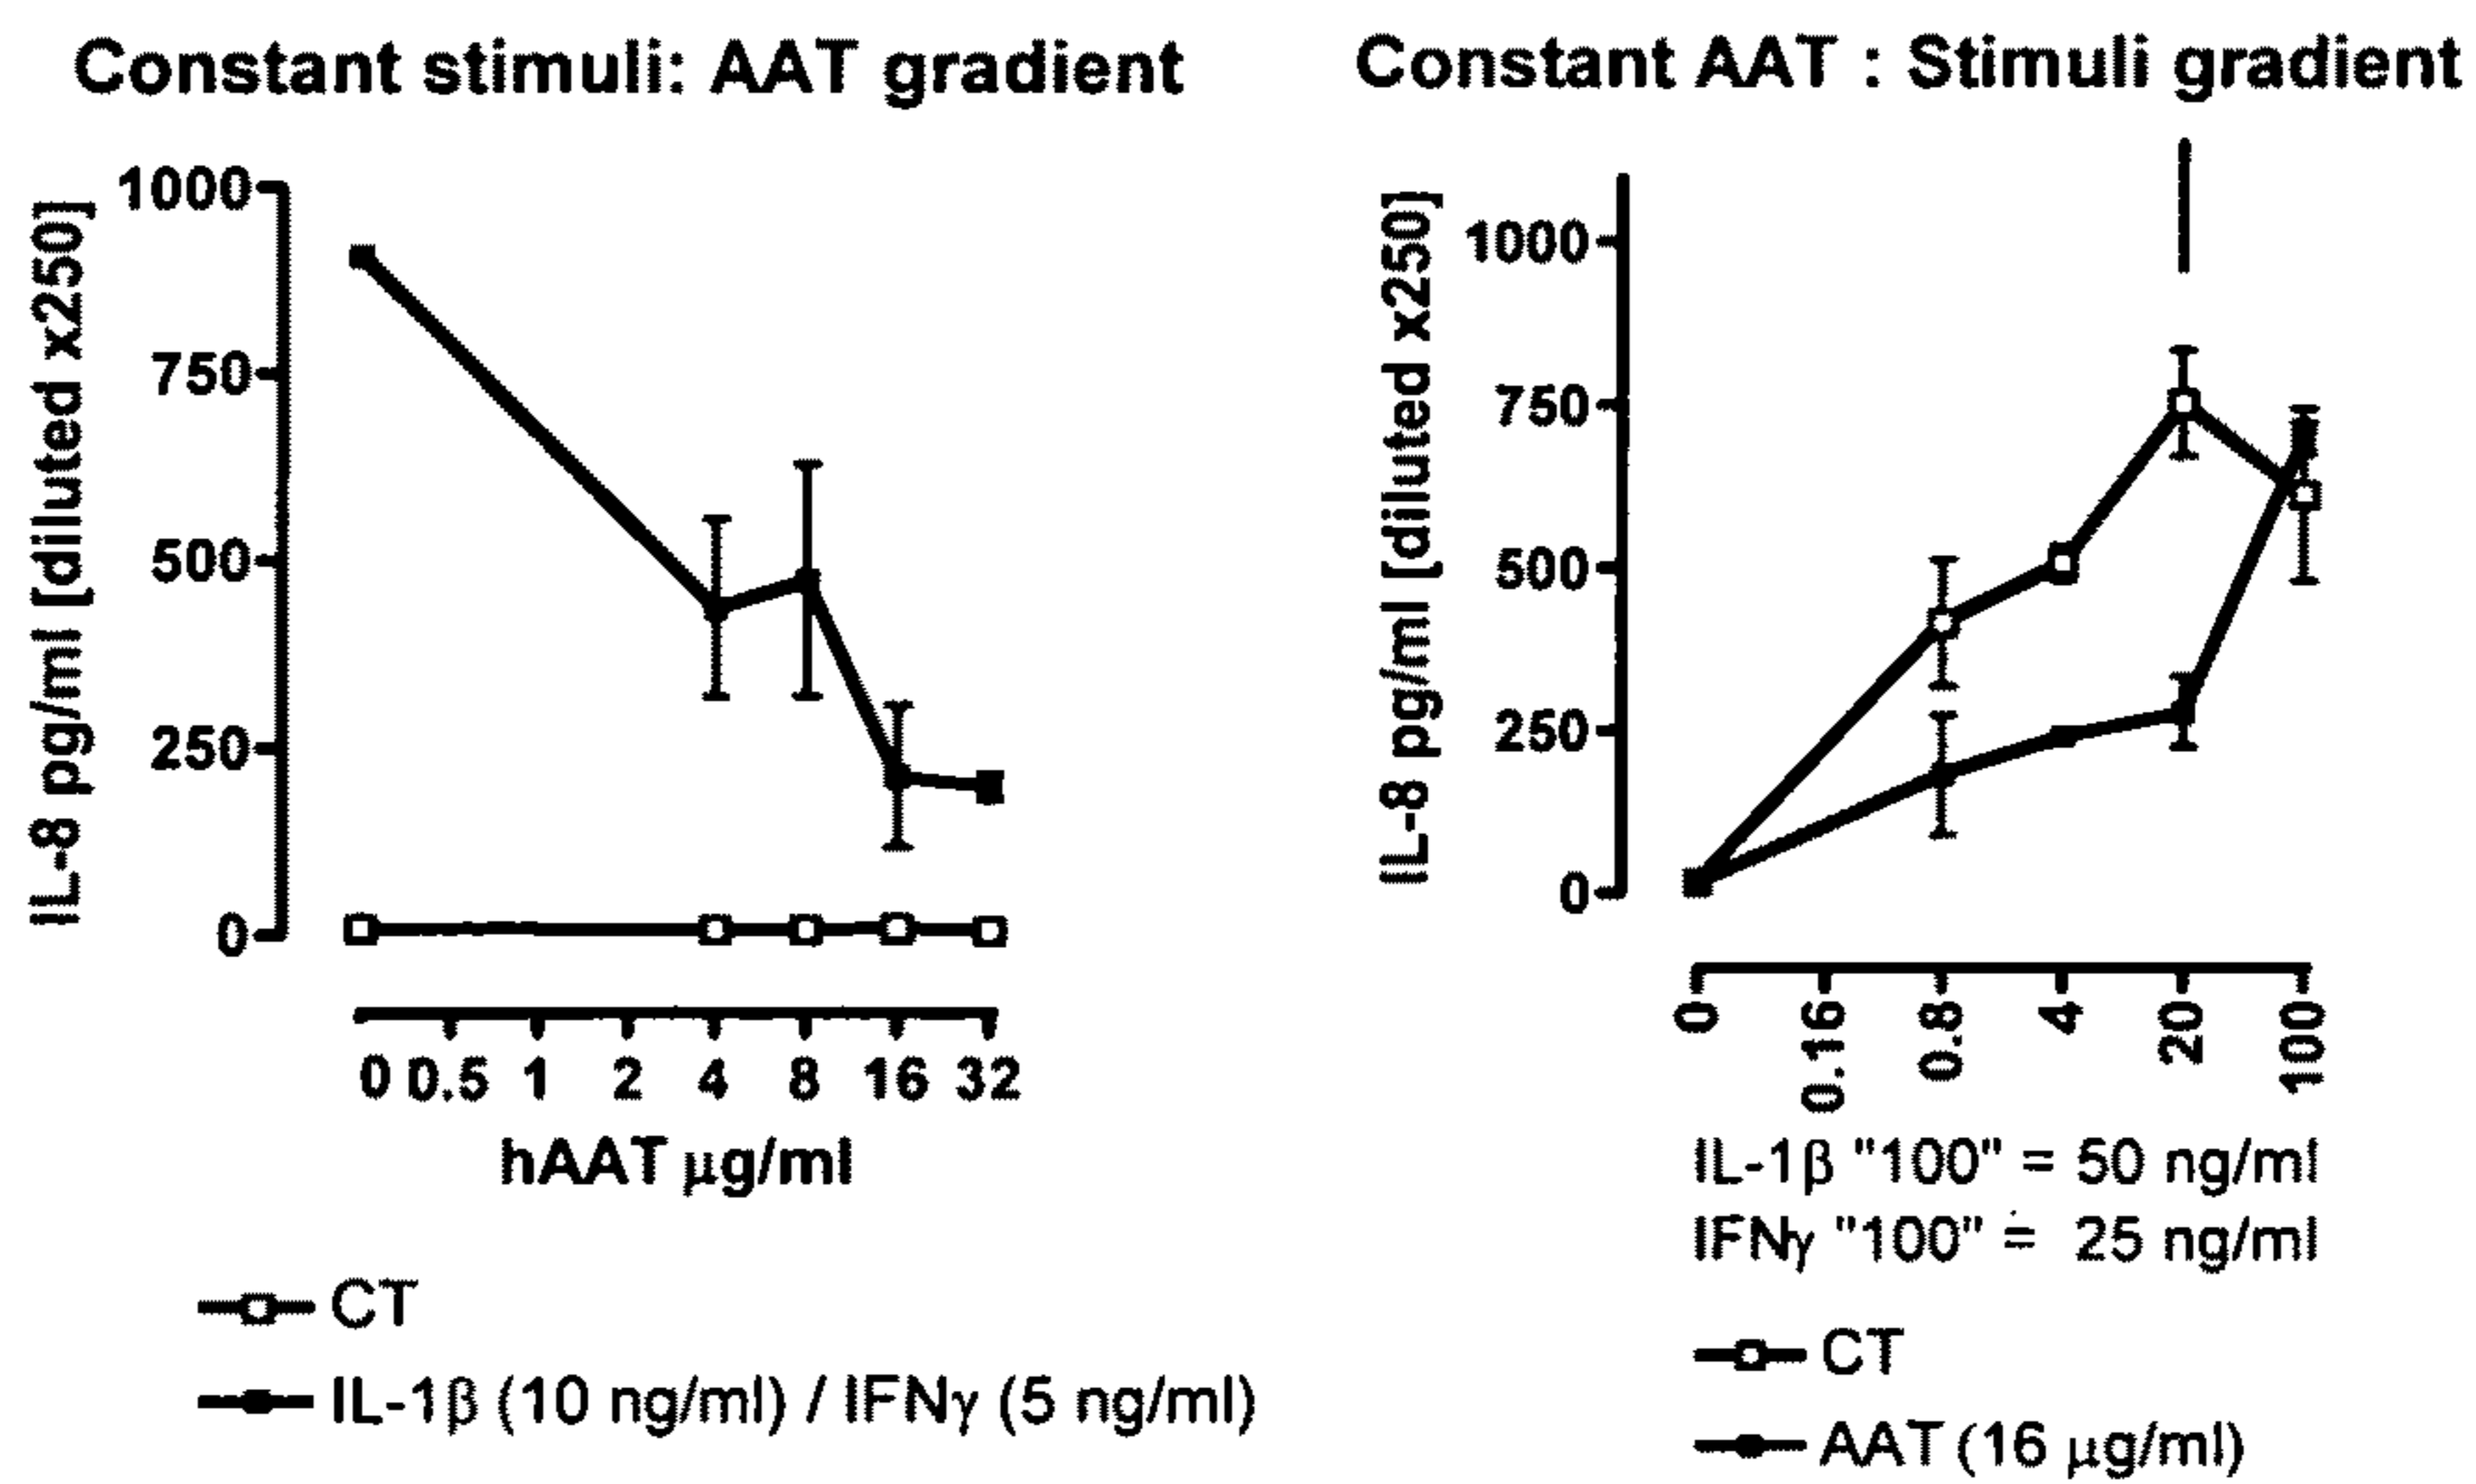 Constant stimuli: AAT gradient
IL-8 pg/ml [diluted x250]
1000
750
500
250
0
0 0.5 1 2 4 8 16 32
hAAT µg/ml
CT
IL-1β (10 ng/ml) / IFNγ (5 ng/ml)
Constant AAT : Stimuli gradient
IL-8 pg/ml [diluted x250]
1000
750
500
250
0
0 0.16 0.8 4 20 100
IL-1β "100" = 50 ng/ml
IFNγ "100" = 25 ng/ml
CT
AAT (16 µg/ml)